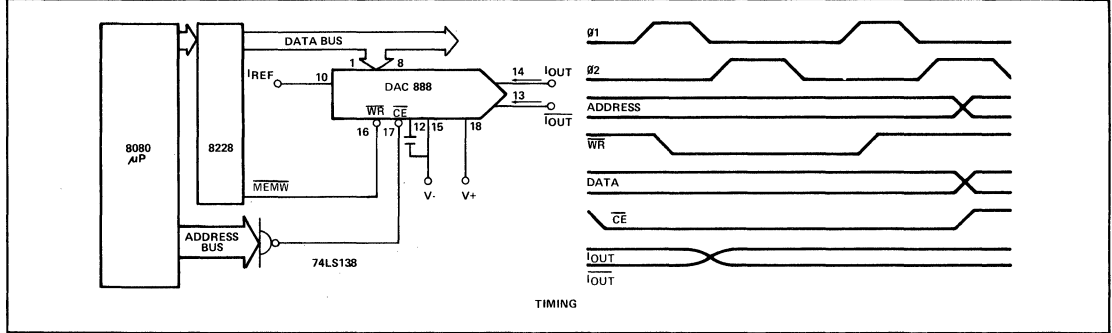 8080
μP
8228
DATA BUS
1 8
IREF
10
DAC 888
14 IOUT
13
IOUT
WR CE
16 17 12 15 18
MEMW
V- V+
ADDRESS
BUS
74LS138
Ø1
Ø2
ADDRESS
WR
DATA
CE
IOUT
IOUT
TIMING